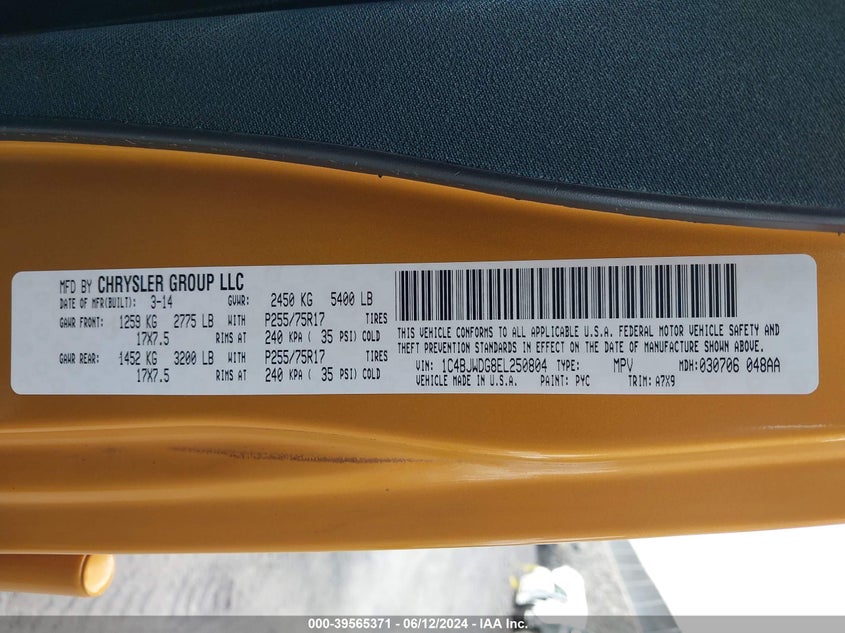 MFD BY CHRYSLER GROUP LLC
DATE OF MFR(BUILT): 3-14 GVWR: 2450 KG 5400 LB
GAWR FRONT: 1259 KG 2775 LB WITH P255/75R17 TIRES
17X7.5 RIMS AT 240 KPA ( 35 PSI) COLD
GAWR REAR: 1452 KG 3200 LB WITH P255/75R17 TIRES
17X7.5 RIMS AT 240 KPA ( 35 PSI) COLD
THIS VEHICLE CONFORMS TO ALL APPLICABLE U.S.A. FEDERAL MOTOR VEHICLE SAFETY AND
THEFT PREVENTION STANDARDS IN EFFECT ON THE DATE OF MANUFACTURE SHOWN ABOVE.
VIN: 1C4BJWDG8EL250804 TYPE: MPV MDH: 030706 048AA
VEHICLE MADE IN U.S.A. PAINT: PYC TRIM: A7X9
000-39565371 - 06/12/2024 - IAA Inc.